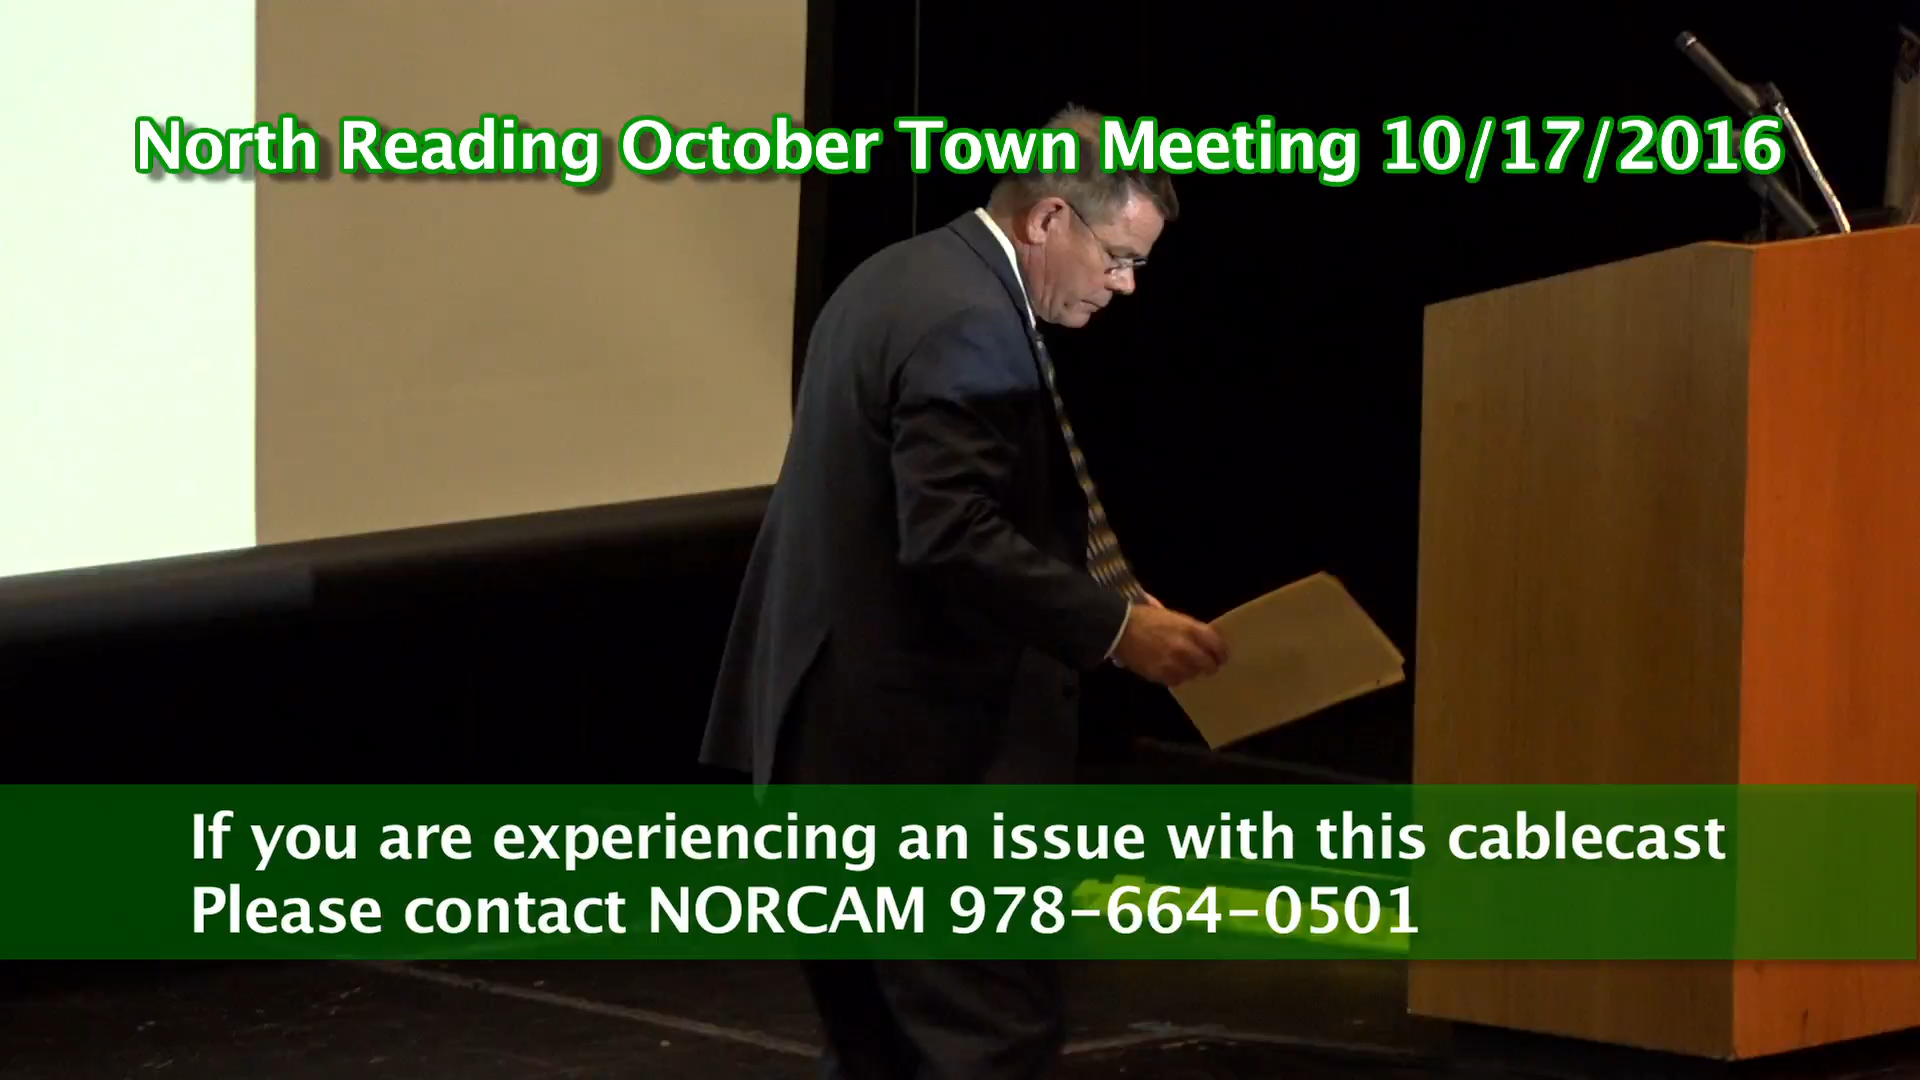 North Reading October Town Meeting 10/17/2016
If you are experiencing an issue with this cablecast
Please contact NORCAM 978-664-0501